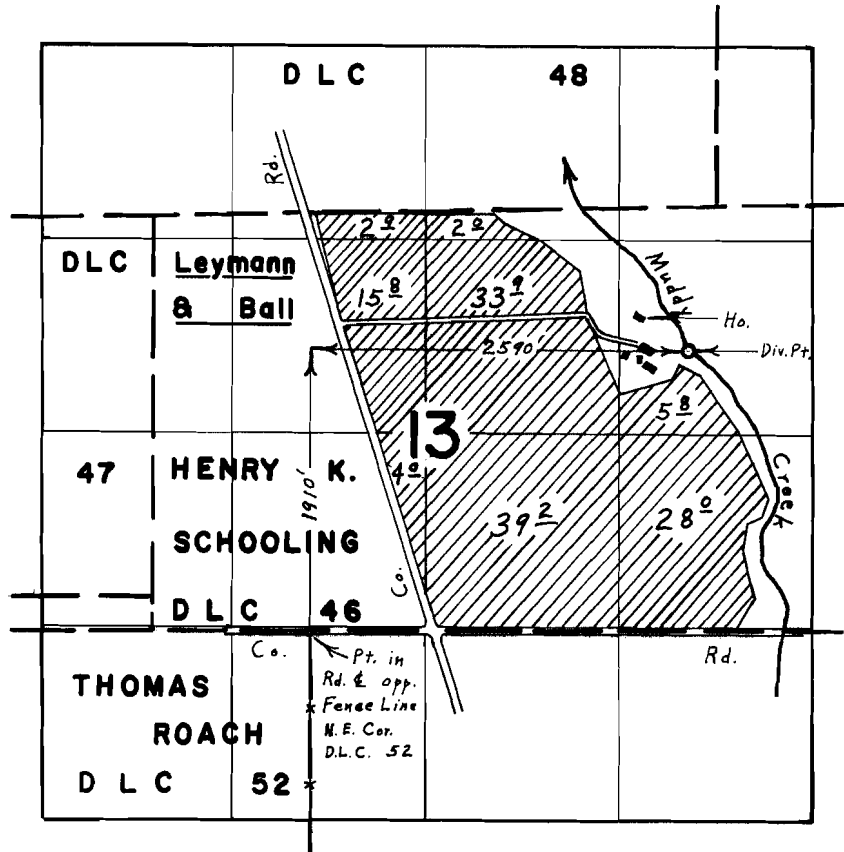 D L C 48
Rd.
2 9 2 0
DLC Leymann
& Ball
15 8 33 9
Muddy
Ho.
2590'
Div. Pt.
5 8
13
47 HENRY K.
4 0
1910'
Creek
39 2 28 0
SCHOOLING
Co.
D L C 46
Co. Rd.
Pt. in
Rd. ℄ opp.
Fence Line
N. E. Cor.
D.L.C. 52
THOMAS
ROACH
D L C 52